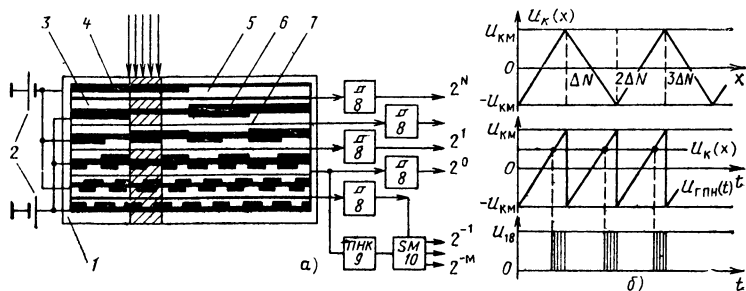 3 4 5 6 7
2
1
а)
8
8
8
8
8
ПНК
9
SM
10
2^N
2^1
2^0
2^-1
2^-M
U_К(x)
U_КМ
0
ΔN 2ΔN 3ΔN x
-U_КМ
U_КМ
U_К(x)
0
t
-U_КМ
U_ГПН(t)
U_18
0
t
б)